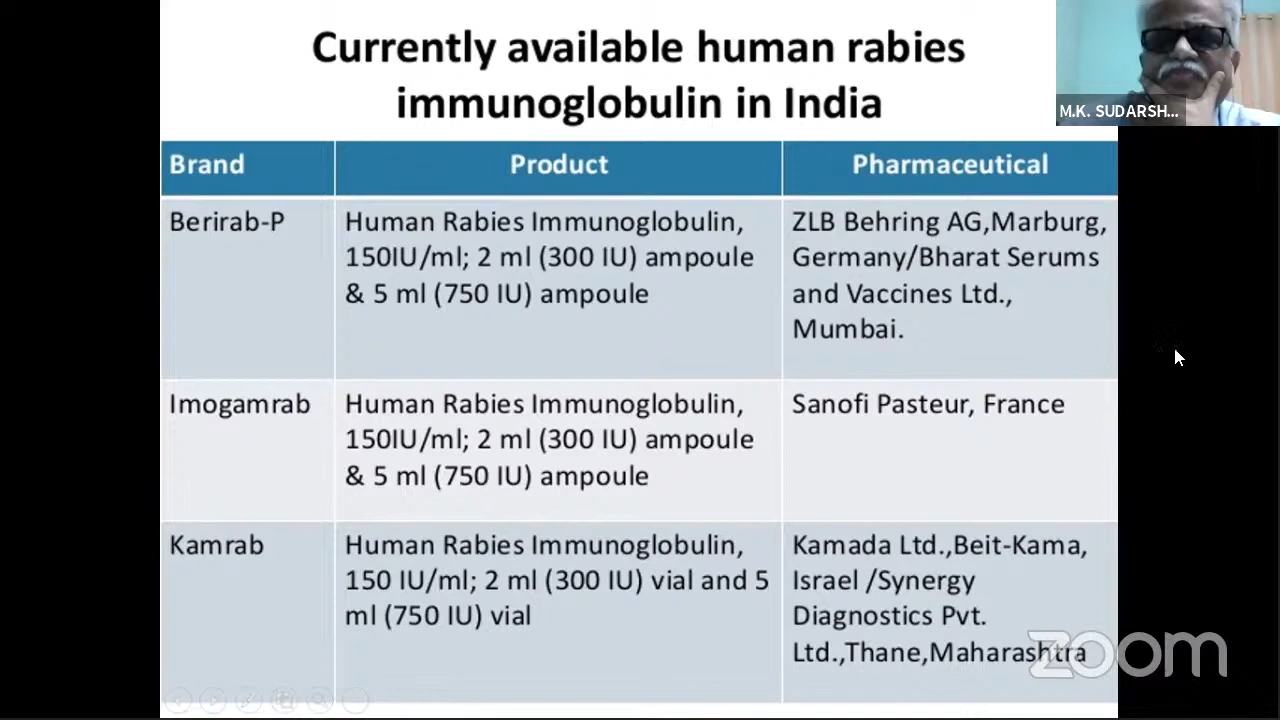 Currently available human rabies
immunoglobulin in India
M.K. SUDARSH...
Brand
Product
Pharmaceutical
Berirab-P
Human Rabies Immunoglobulin,
150IU/ml; 2 ml (300 IU) ampoule
& 5 ml (750 IU) ampoule
ZLB Behring AG,Marburg,
Germany/Bharat Serums
and Vaccines Ltd.,
Mumbai.
Imogamrab
Human Rabies Immunoglobulin,
150IU/ml; 2 ml (300 IU) ampoule
& 5 ml (750 IU) ampoule
Sanofi Pasteur, France
Kamrab
Human Rabies Immunoglobulin,
150 IU/ml; 2 ml (300 IU) vial and 5
ml (750 IU) vial
Kamada Ltd.,Beit-Kama,
Israel /Synergy
Diagnostics Pvt.
Ltd.,Thane,Maharashtra
zoom